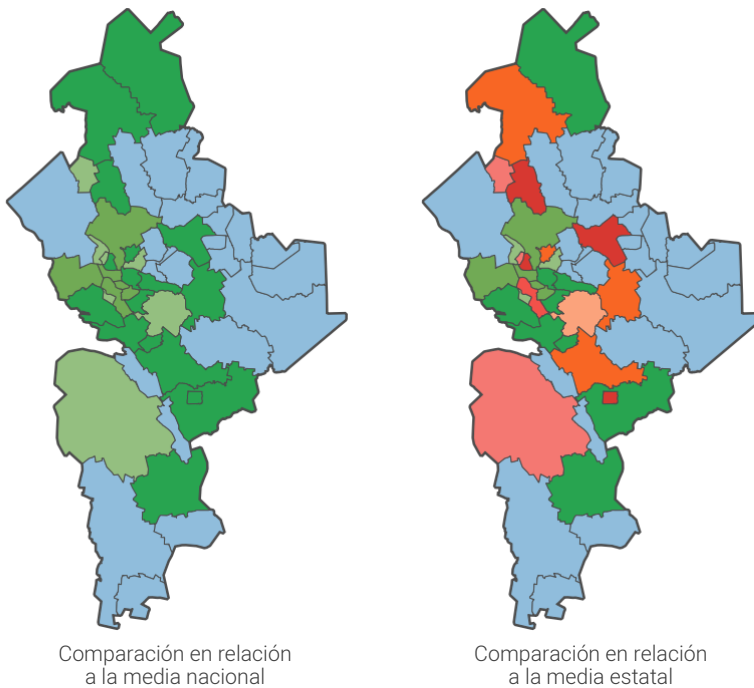 Comparación en relación
a la media nacional
Comparación en relación
a la media estatal